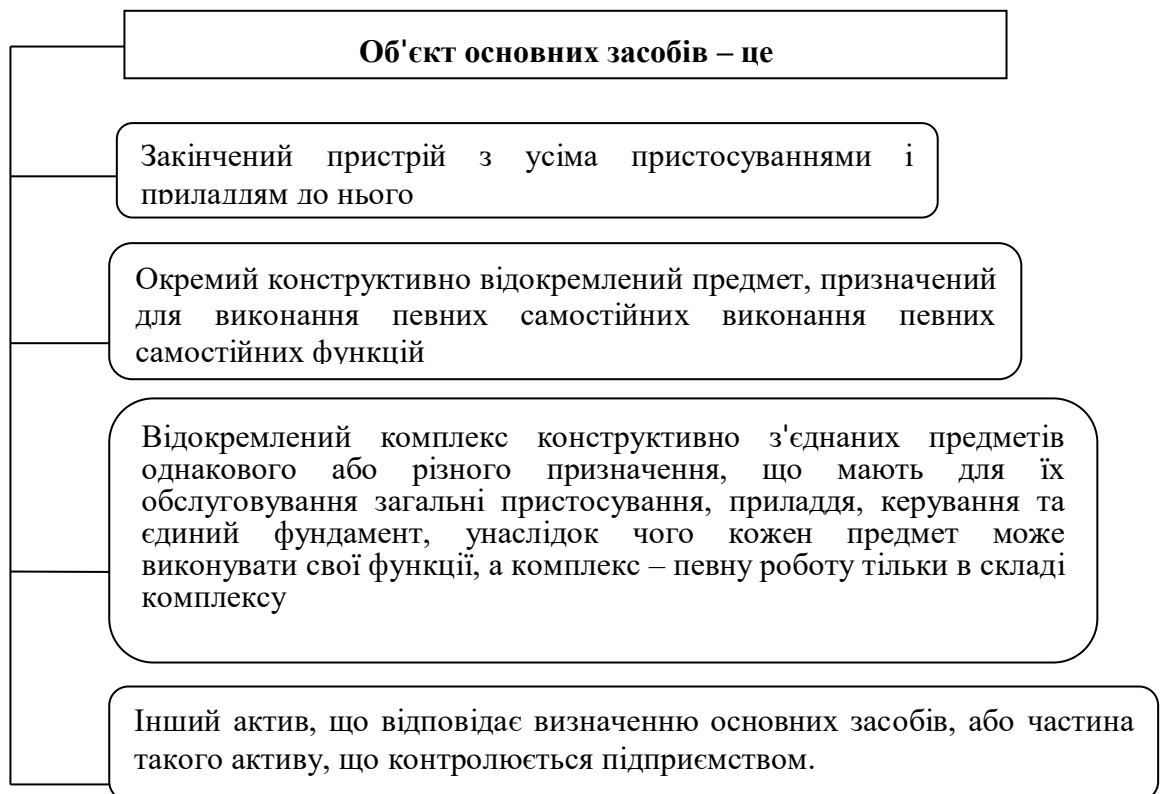 Об'єкт основних засобів – це
Закінчений пристрій з усіма пристосуваннями і
приладдям до нього
Окремий конструктивно відокремлений предмет, призначений
для виконання певних самостійних виконання певних
самостійних функцій
Відокремлений комплекс конструктивно з'єднаних предметів
однакового або різного призначення, що мають для їх
обслуговування загальні пристосування, приладдя, керування та
єдиний фундамент, унаслідок чого кожен предмет може
виконувати свої функції, а комплекс – певну роботу тільки в складі
комплексу
Інший актив, що відповідає визначенню основних засобів, або частина
такого активу, що контролюється підприємством.